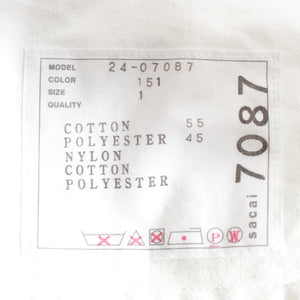 MODEL 24-07087
COLOR 151
SIZE 1
QUALITY
COTTON 55
POLYESTER 45
NYLON
COTTON
POLYESTER
sacai 7087